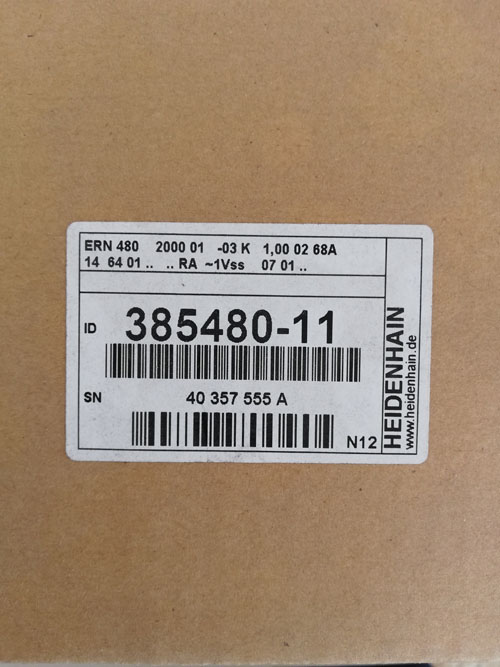 ERN 480 2000 01 -03 K 1,00 02 68A
14 64 01 .. .. RA ~1Vss 07 01 ..
ID 385480-11
SN 40 357 555 A
N12
HEIDENHAIN
www.heidenhain.de